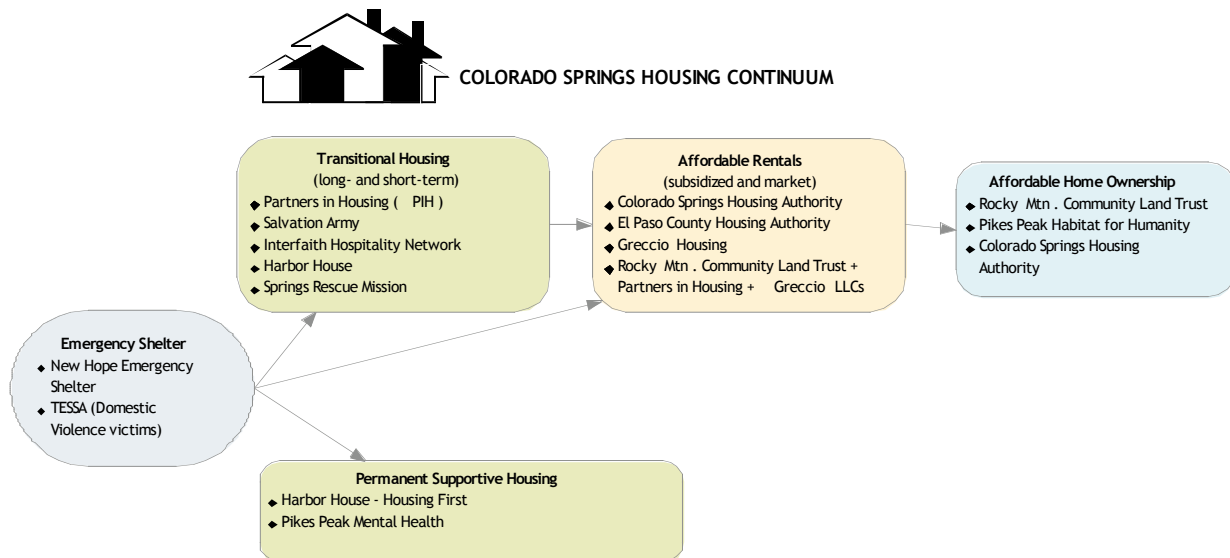 COLORADO SPRINGS HOUSING CONTINUUM
Transitional Housing
(long- and short-term)
Partners in Housing ( PIH )
Salvation Army
Interfaith Hospitality Network
Harbor House
Springs Rescue Mission
Affordable Rentals
(subsidized and market)
Colorado Springs Housing Authority
El Paso County Housing Authority
Greccio Housing
Rocky Mtn . Community Land Trust +
Partners in Housing + Greccio LLCs
Affordable Home Ownership
Rocky Mtn . Community Land Trust
Pikes Peak Habitat for Humanity
Colorado Springs Housing
Authority
Emergency Shelter
New Hope Emergency
Shelter
TESSA (Domestic
Violence victims)
Permanent Supportive Housing
Harbor House - Housing First
Pikes Peak Mental Health